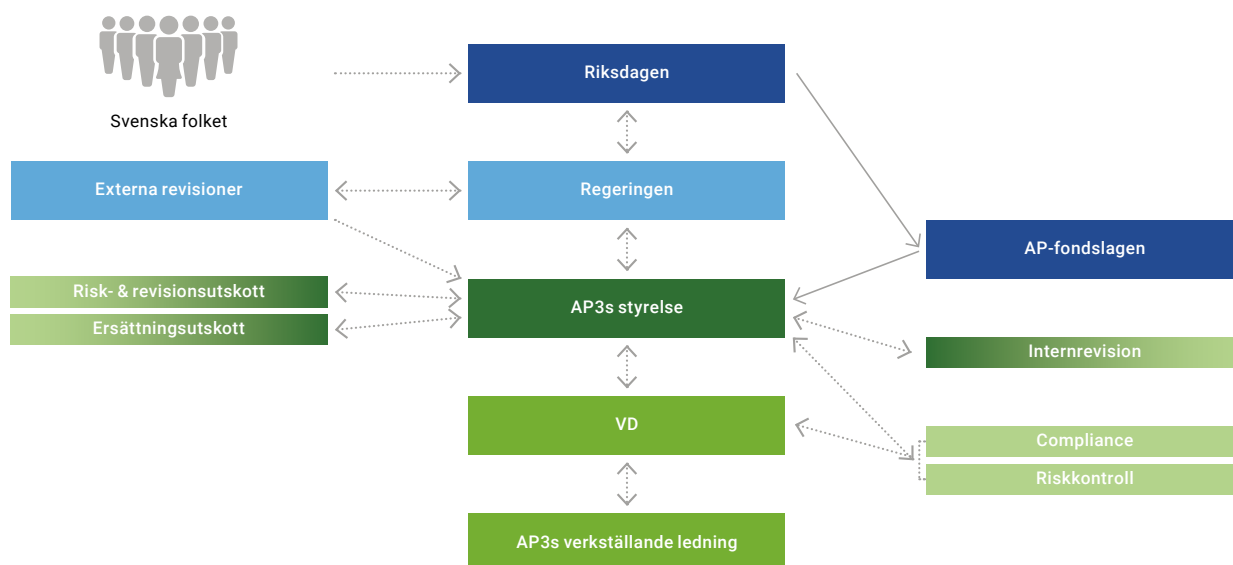 Riksdagen
Svenska folket
Externa revisioner
Regeringen
AP-fondslagen
Risk- & revisionsutskott
AP3s styrelse
Ersättningsutskott
Internrevision
VD
Compliance
Riskkontroll
AP3s verkställande ledning